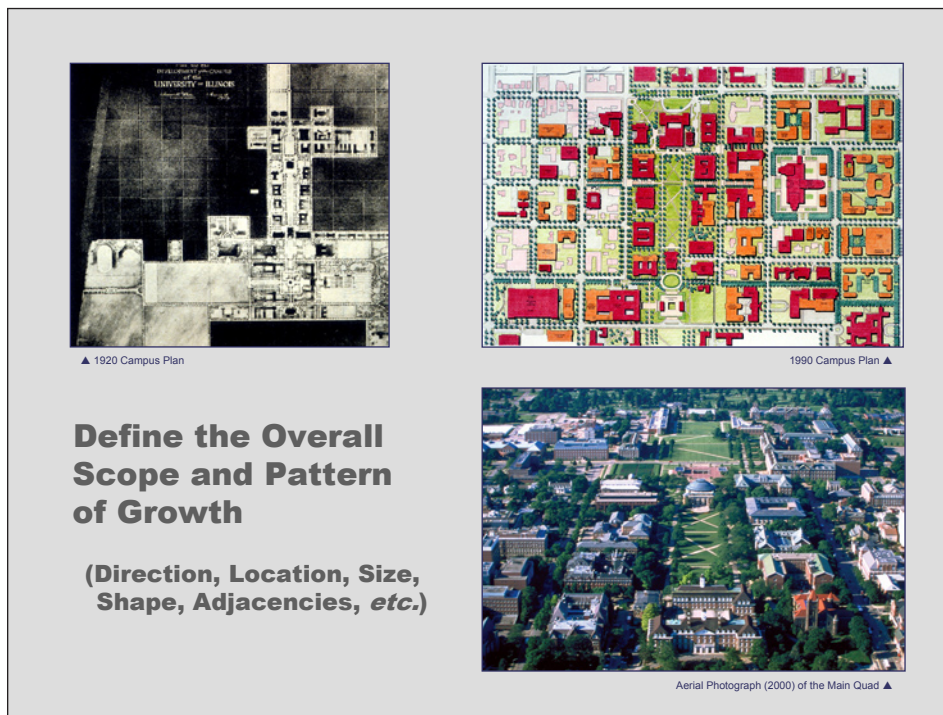 DEVELOPMENT of the CAMPUS
of the
UNIVERSITY of ILLINOIS
▲ 1920 Campus Plan
1990 Campus Plan ▲
Define the Overall
Scope and Pattern
of Growth
(Direction, Location, Size,
Shape, Adjacencies, etc.)
Aerial Photograph (2000) of the Main Quad ▲